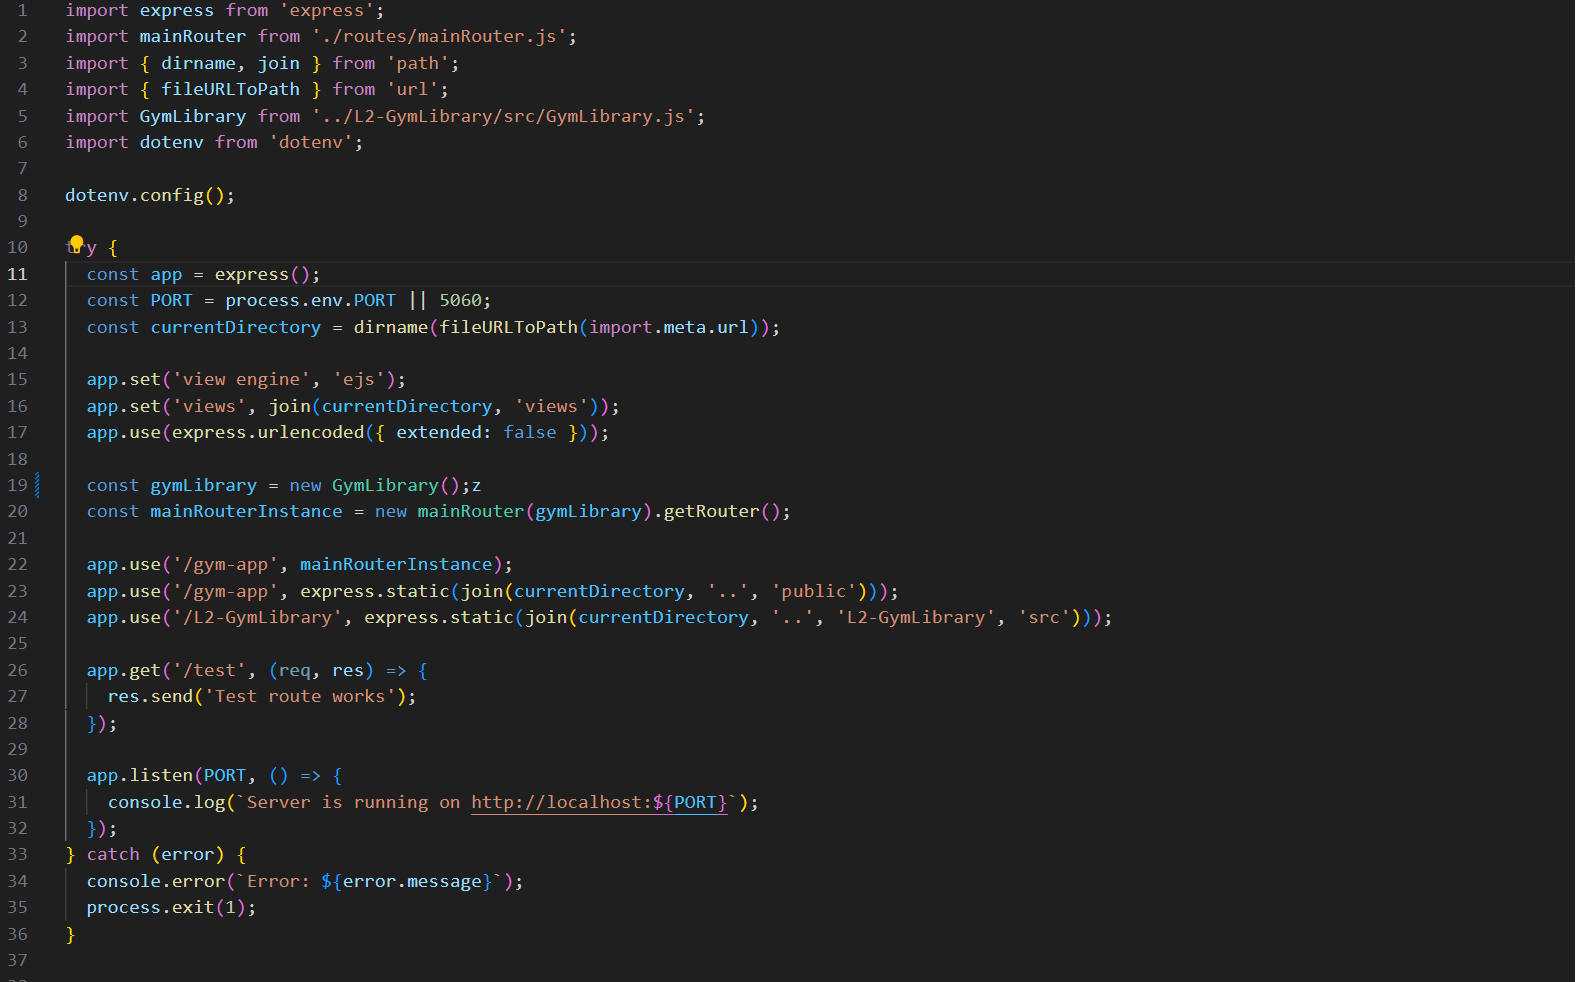 1 import express from 'express';
2 import mainRouter from './routes/mainRouter.js';
3 import { dirname, join } from 'path';
4 import { fileURLToPath } from 'url';
5 import GymLibrary from '../L2-GymLibrary/src/GymLibrary.js';
6 import dotenv from 'dotenv';
7
8 dotenv.config();
9
10 try {
11   const app = express();
12   const PORT = process.env.PORT || 5060;
13   const currentDirectory = dirname(fileURLToPath(import.meta.url));
14
15   app.set('view engine', 'ejs');
16   app.set('views', join(currentDirectory, 'views'));
17   app.use(express.urlencoded({ extended: false }));
18
19   const gymLibrary = new GymLibrary();z
20   const mainRouterInstance = new mainRouter(gymLibrary).getRouter();
21
22   app.use('/gym-app', mainRouterInstance);
23   app.use('/gym-app', express.static(join(currentDirectory, '..', 'public')));
24   app.use('/L2-GymLibrary', express.static(join(currentDirectory, '..', 'L2-GymLibrary', 'src')));
25
26   app.get('/test', (req, res) => {
27     res.send('Test route works');
28   });
29
30   app.listen(PORT, () => {
31     console.log(`Server is running on http://localhost:${PORT}`);
32   });
33 } catch (error) {
34   console.error(`Error: ${error.message}`);
35   process.exit(1);
36 }
37